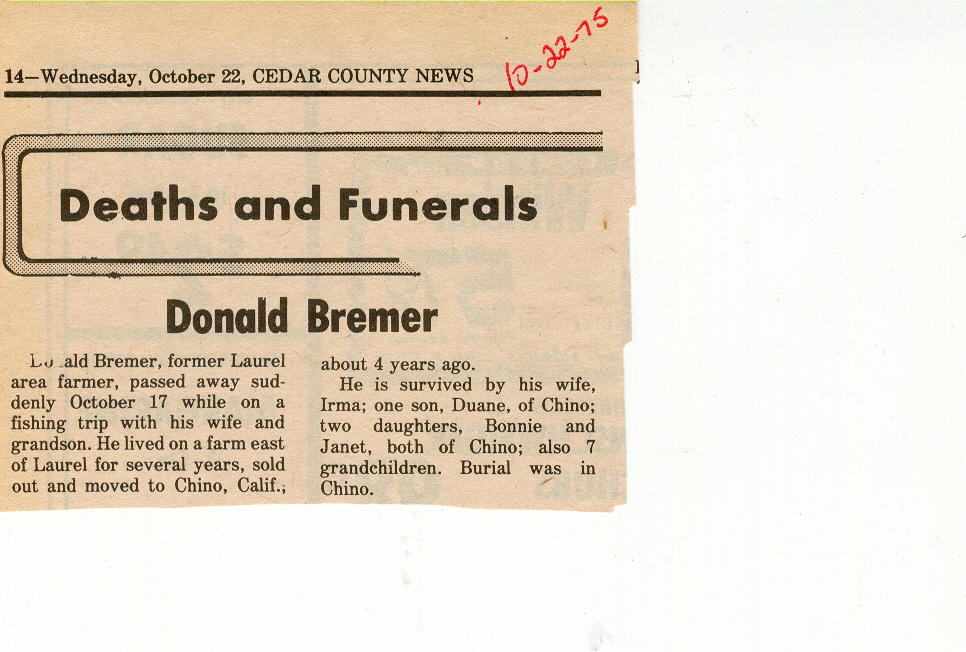 10-22-75
14—Wednesday, October 22, CEDAR COUNTY NEWS
Deaths and Funerals
Donald Bremer
ald Bremer, former Laurel
area farmer, passed away sud-
denly October 17 while on a
fishing trip with his wife and
grandson. He lived on a farm east
of Laurel for several years, sold
out and moved to Chino, Calif.,
about 4 years ago.
He is survived by his wife,
Irma; one son, Duane, of Chino;
two daughters, Bonnie and
Janet, both of Chino; also 7
grandchildren. Burial was in
Chino.